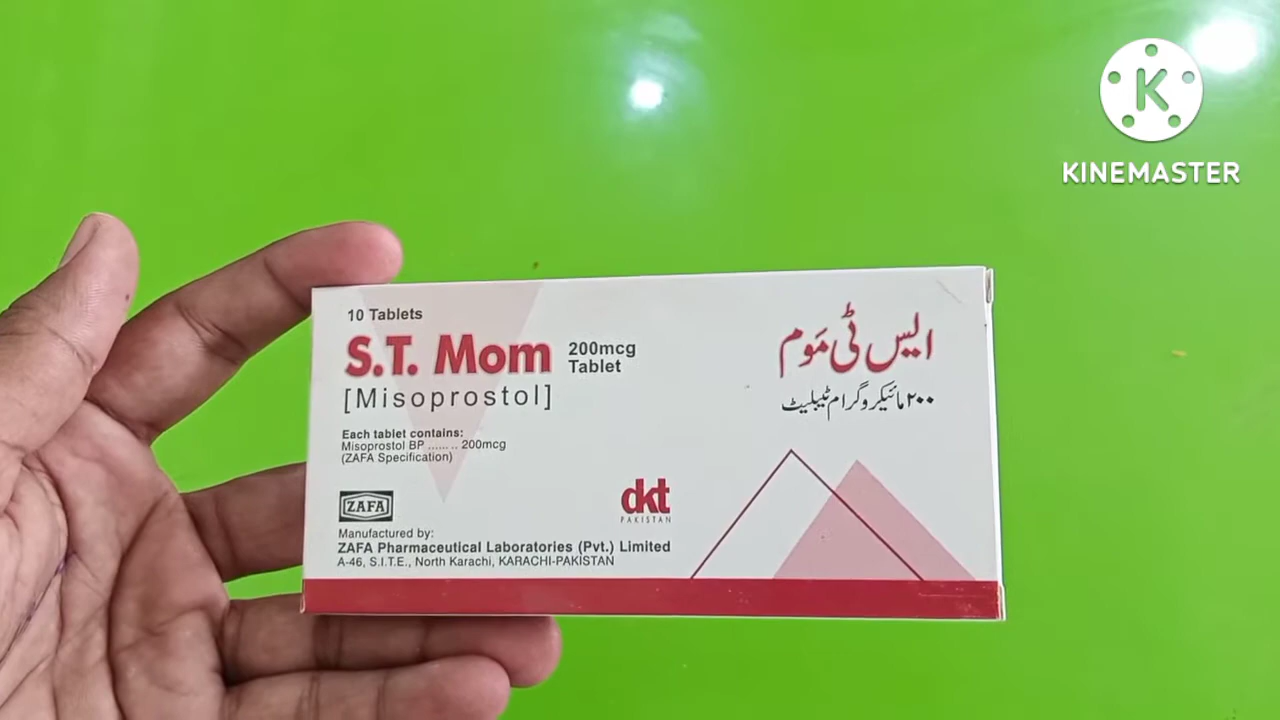 K
KINEMASTER
10 Tablets
S.T. Mom 200mcg Tablet
[Misoprostol]
Each tablet contains:
Misoprostol BP ...... .. 200mcg
(ZAFA Specification)
ZAFA
Manufactured by:
ZAFA Pharmaceutical Laboratories (Pvt.) Limited
A-46, S.I.T.E., North Karachi, KARACHI-PAKISTAN
dkt
PAKISTAN
ایس ٹی مَوم
۲۰۰ مائیکروگرام ٹیبلیٹ